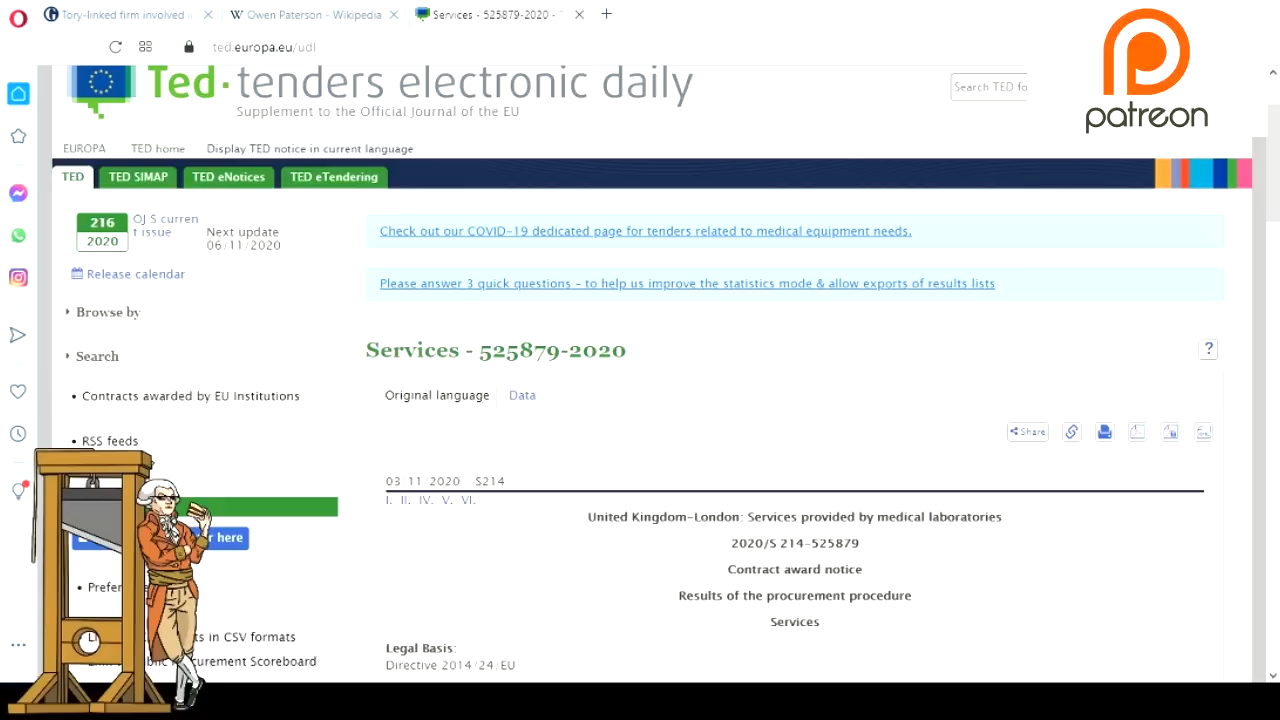 Tory-linked firm involved
Owen Paterson - Wikipedia
Services - 525879-2020 -
ted.europa.eu/udl
patreon
Ted· tenders electronic daily
Supplement to the Official Journal of the EU
Search TED fo
EUROPA TED home Display TED notice in current language
TED TED SIMAP TED eNotices TED eTendering
216
2020
OJ S curren
t issue
Next update
06/11/2020
Release calendar
Check out our COVID-19 dedicated page for tenders related to medical equipment needs.
Please answer 3 quick questions - to help us improve the statistics mode & allow exports of results lists
Browse by
Search
Services - 525879-2020
?
Contracts awarded by EU Institutions
Original language Data
RSS feeds
Share
03 11 2020 S214
I. II. IV. V. VI.
United Kingdom-London: Services provided by medical laboratories
2020/S 214-525879
Contract award notice
Results of the procurement procedure
Services
r here
Prefer
ts in CSV formats
curement Scoreboard
Legal Basis:
Directive 2014/24/EU